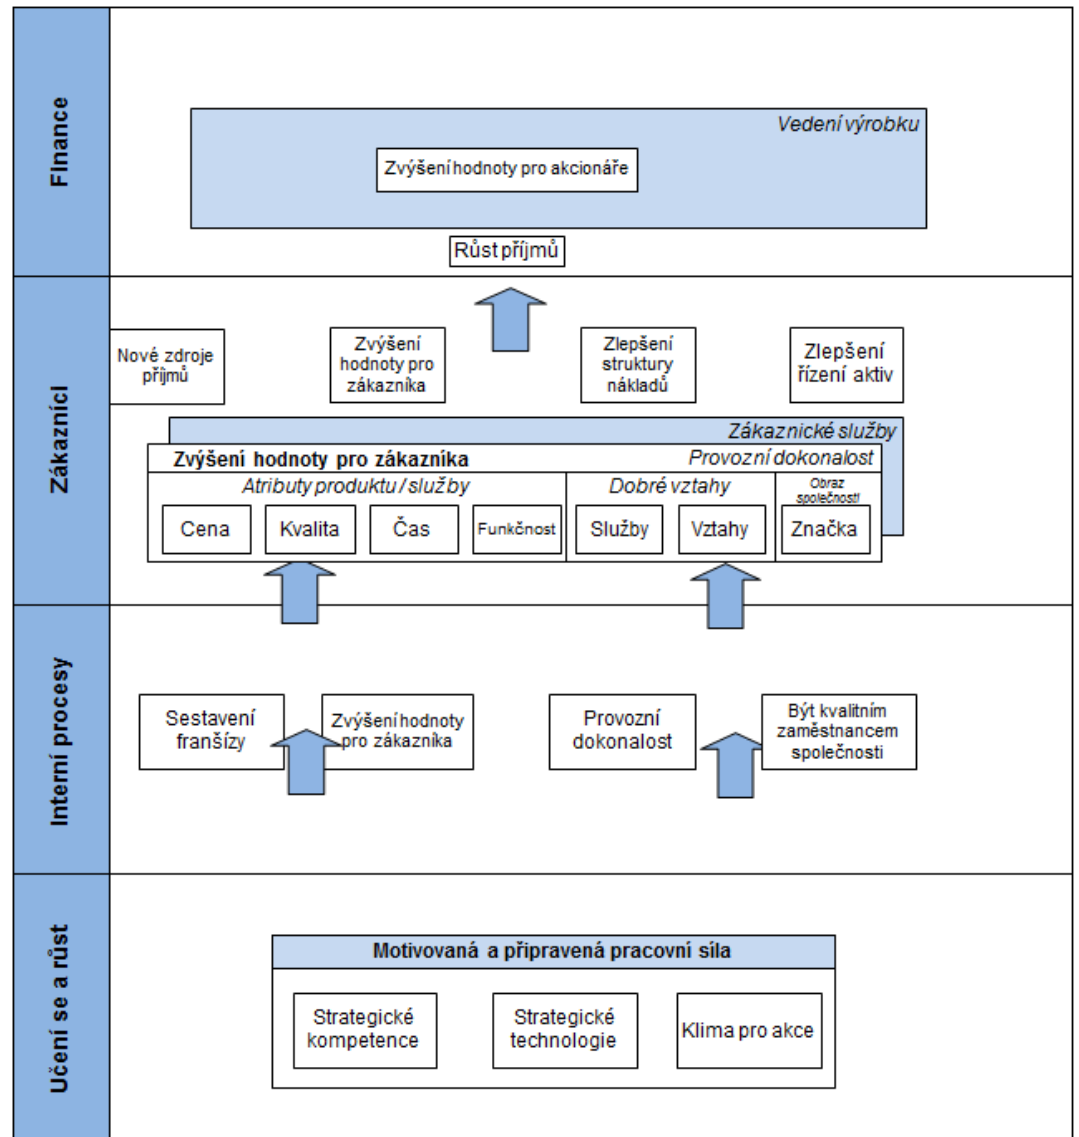 Finance
Vedení výrobku
Zvýšení hodnoty pro akcionáře
Růst příjmů
Zákazníci
Nové zdroje
příjmů
Zvýšení
hodnoty pro
zákazníka
Zlepšení
struktury
nákladů
Zlepšení
řízení aktiv
Zákaznické služby
Zvýšení hodnoty pro zákazníka
Provozní dokonalost
Atributy produktu / služby
Dobré vztahy
Obraz
společnosti
Cena
Kvalita
Čas
Funkčnost
Služby
Vztahy
Značka
Interní procesy
Sestavení
franšízy
Zvýšení hodnoty
pro zákazníka
Provozní
dokonalost
Být kvalitním
zaměstnancem
společnosti
Učení se a růst
Motivovaná a připravená pracovní síla
Strategické
kompetence
Strategické
technologie
Klima pro akce